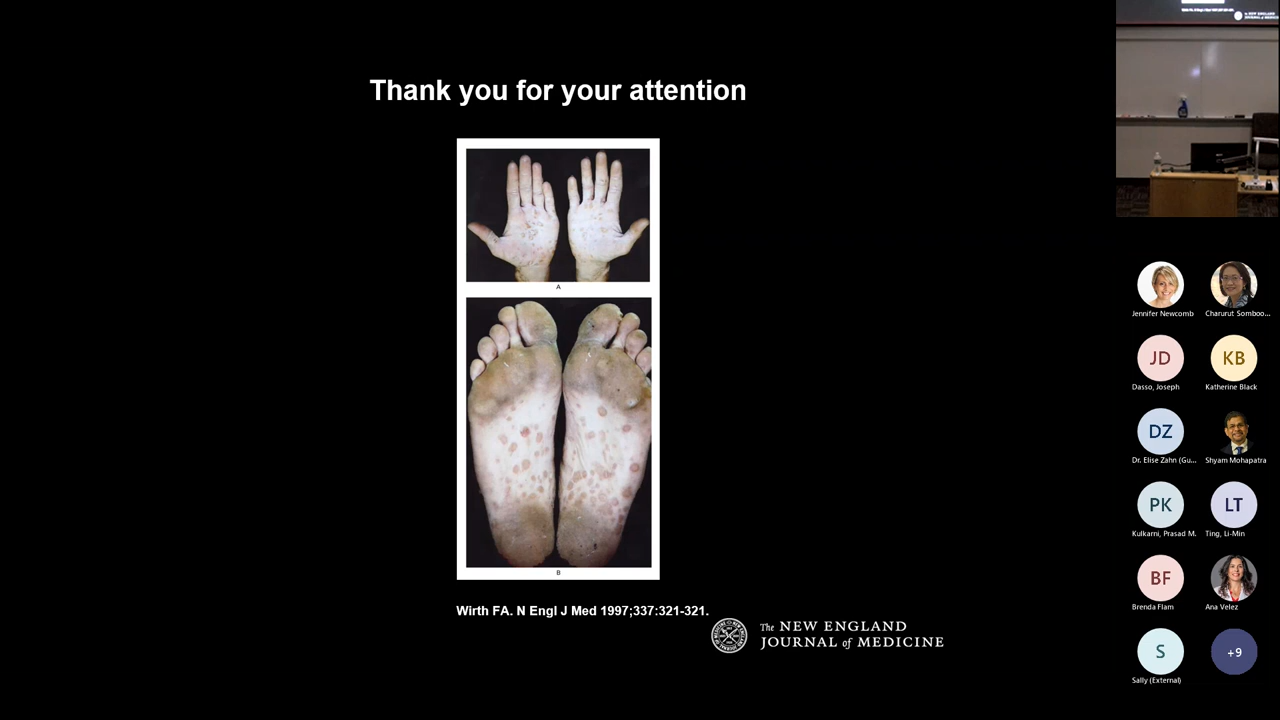 Thank you for your attention
A
B
Wirth FA. N Engl J Med 1997;337:321-321.
The NEW ENGLAND
JOURNAL of MEDICINE
Jennifer Newcomb
Charurut Somboo...
JD
KB
Dasso, Joseph
Katherine Black
DZ
Dr. Elise Zahn (Gu...
Shyam Mohapatra
PK
LT
Kulkarni, Prasad M.
Ting, Li-Min
BF
Brenda Flam
Ana Velez
S
+9
Sally (External)